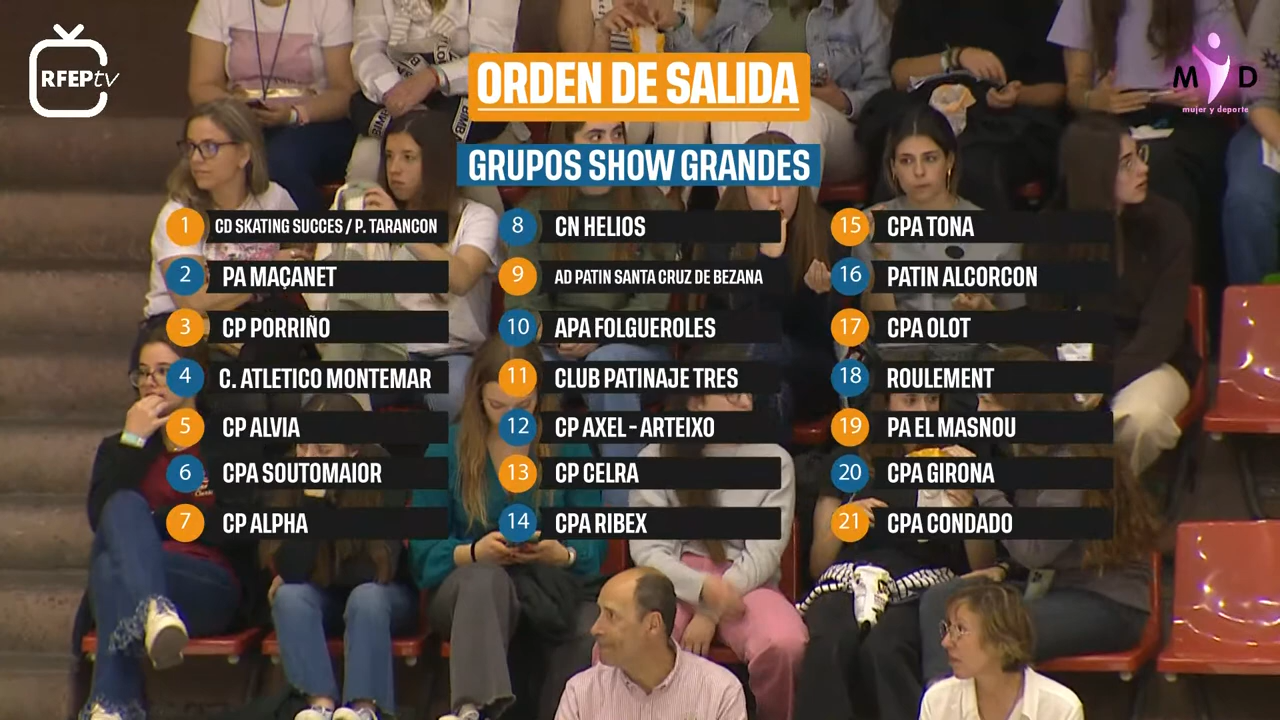 RFEPtv
M D
mujer y deporte
ORDEN DE SALIDA
GRUPOS SHOW GRANDES
1 CD SKATING SUCCES / P. TARANCON
2 PA MAÇANET
3 CP PORRIÑO
4 C. ATLETICO MONTEMAR
5 CP ALVIA
6 CPA SOUTOMAIOR
7 CP ALPHA
8 CN HELIOS
9 AD PATIN SANTA CRUZ DE BEZANA
10 APA FOLGUEROLES
11 CLUB PATINAJE TRES
12 CP AXEL - ARTEIXO
13 CP CELRA
14 CPA RIBEX
15 CPA TONA
16 PATIN ALCORCON
17 CPA OLOT
18 ROULEMENT
19 PA EL MASNOU
20 CPA GIRONA
21 CPA CONDADO